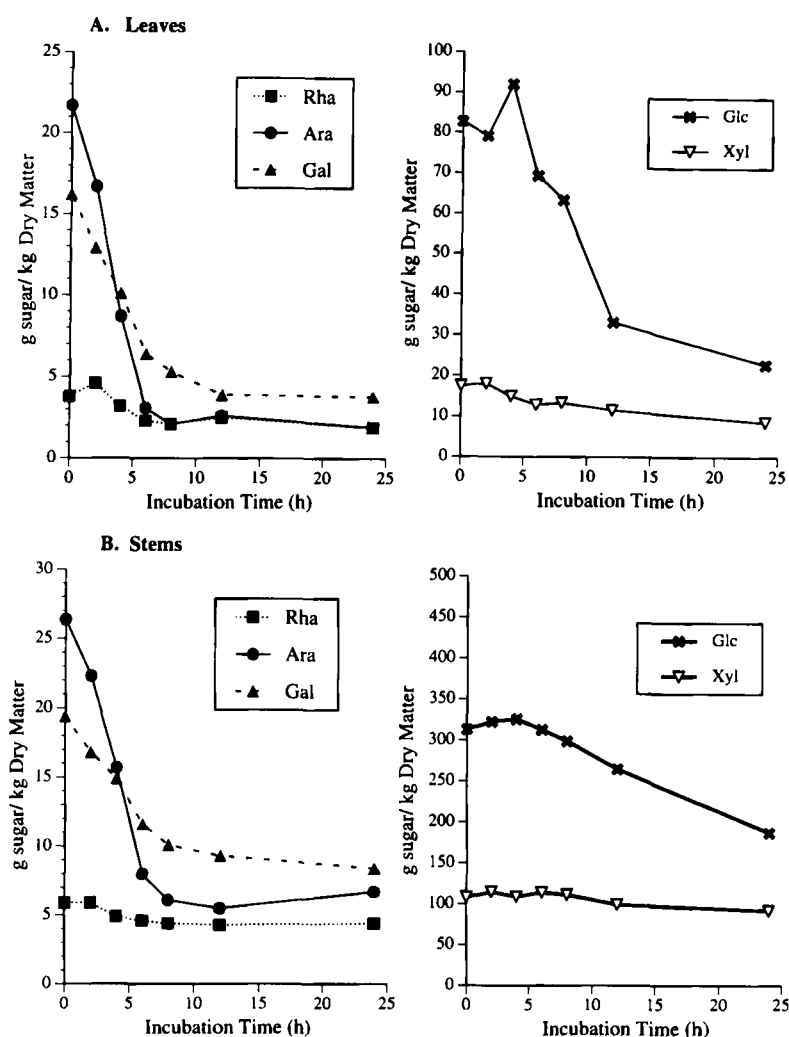 A. Leaves
25
20
15
10
5
0
g sugar/ kg Dry Matter
Rha
Ara
Gal
0 5 10 15 20 25
Incubation Time (h)
100
90
80
70
60
50
40
30
20
10
0
g sugar/ kg Dry Matter
Glc
Xyl
0 5 10 15 20 25
Incubation Time (h)
B. Stems
30
25
20
15
10
5
0
g sugar/ kg Dry Matter
Rha
Ara
Gal
0 5 10 15 20 25
Incubation Time (h)
500
450
400
350
300
250
200
150
100
50
0
g sugar/ kg Dry Matter
Glc
Xyl
0 5 10 15 20 25
Incubation Time (h)